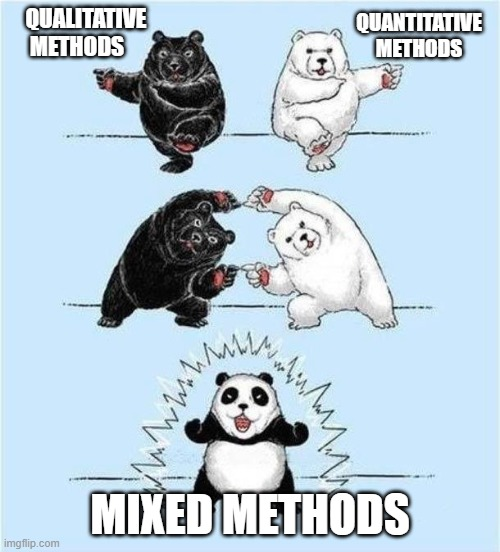 QUALITATIVE
METHODS
QUANTITATIVE
METHODS
MIXED METHODS
imgflip.com